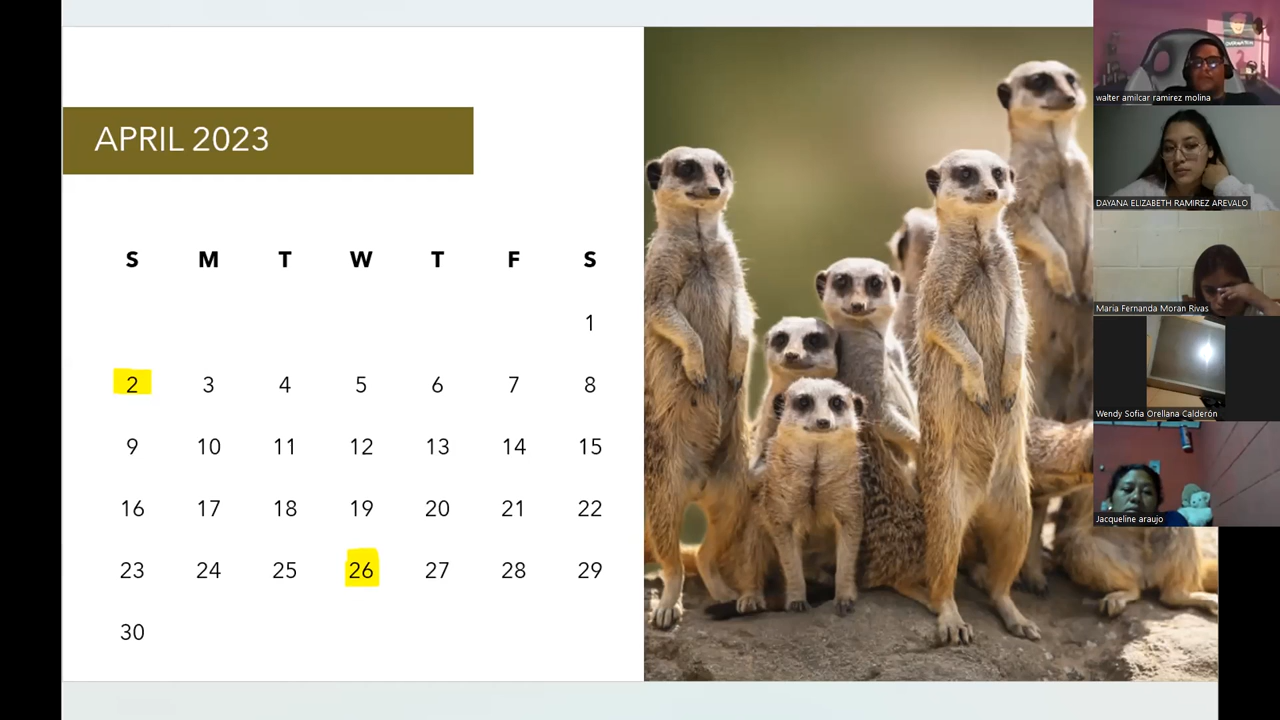 APRIL 2023
S M T W T F S
1
2 3 4 5 6 7 8
9 10 11 12 13 14 15
16 17 18 19 20 21 22
23 24 25 26 27 28 29
30
walter amilcar ramirez molina
DAYANA ELIZABETH RAMIREZ AREVALO
Maria Fernanda Moran Rivas
Wendy Sofia Orellana Calderón
Jacqueline araujo